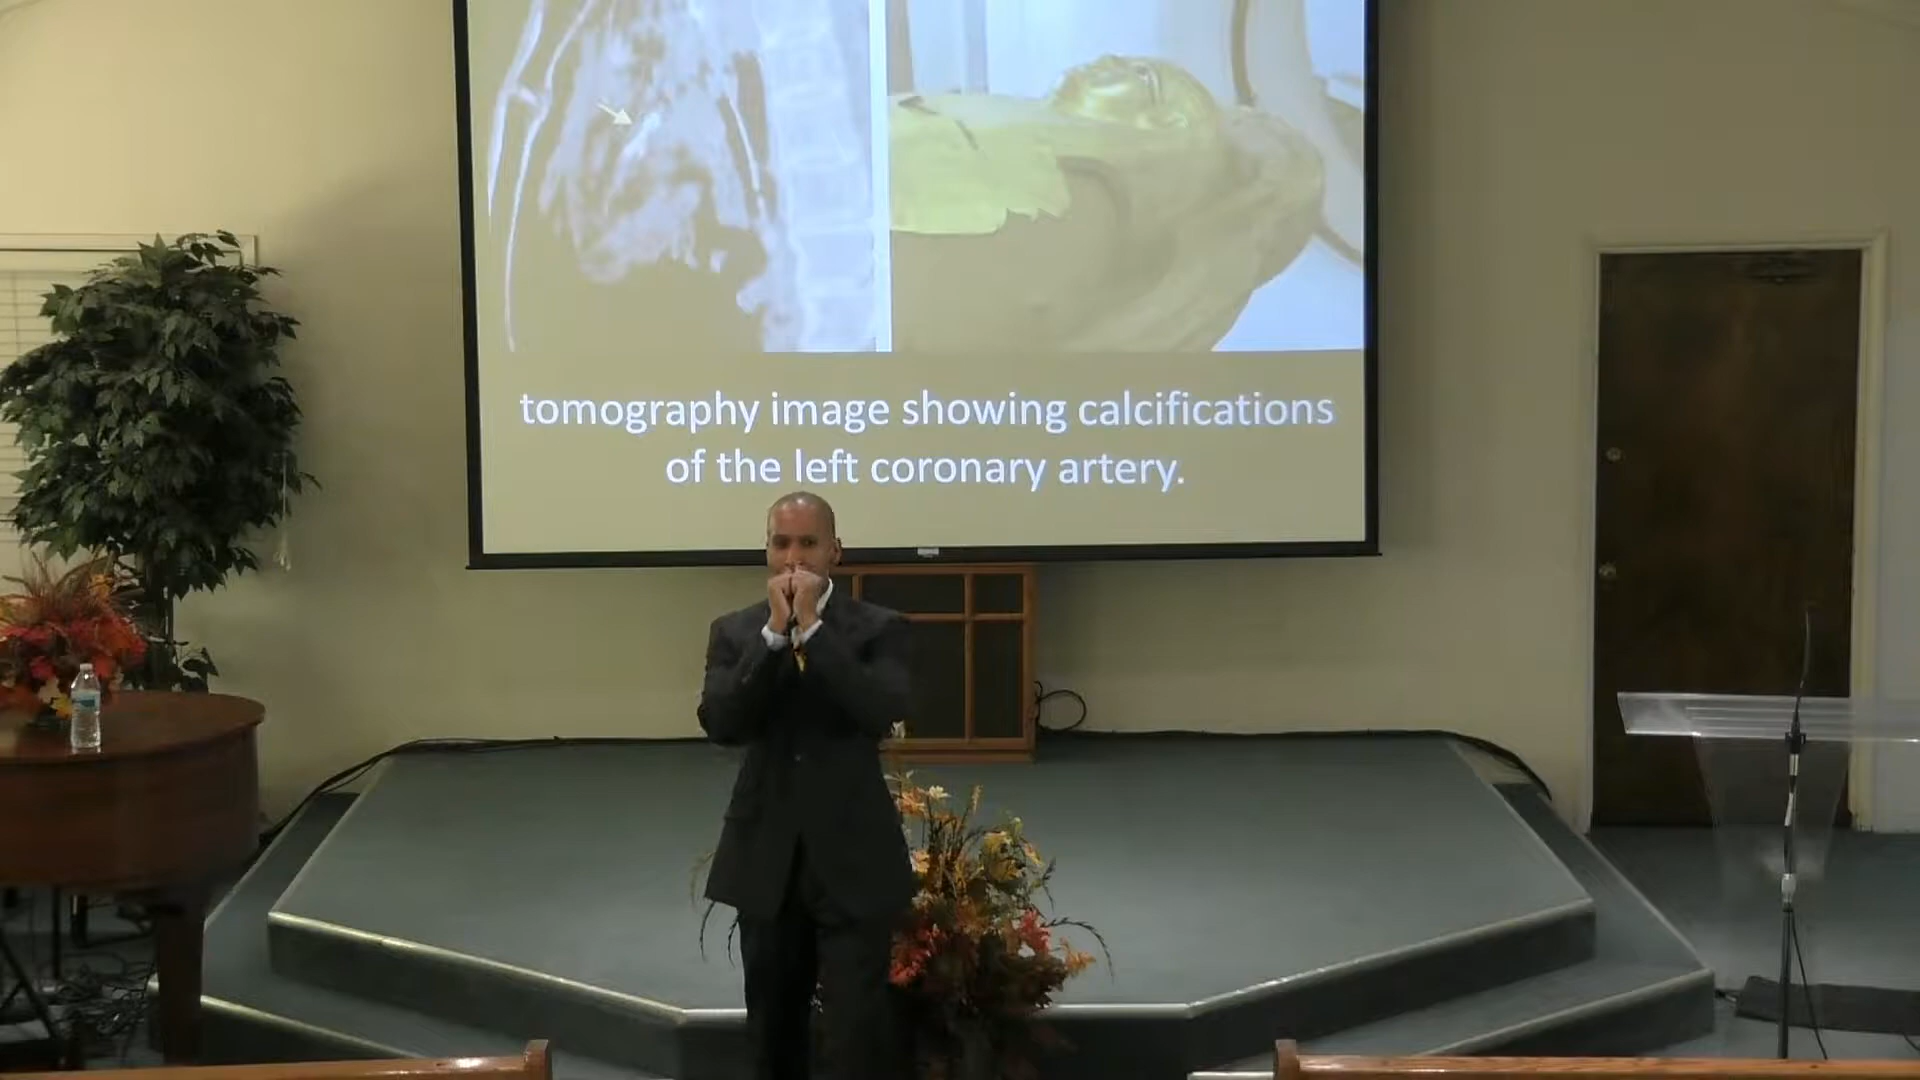 tomography image showing calcifications
of the left coronary artery.